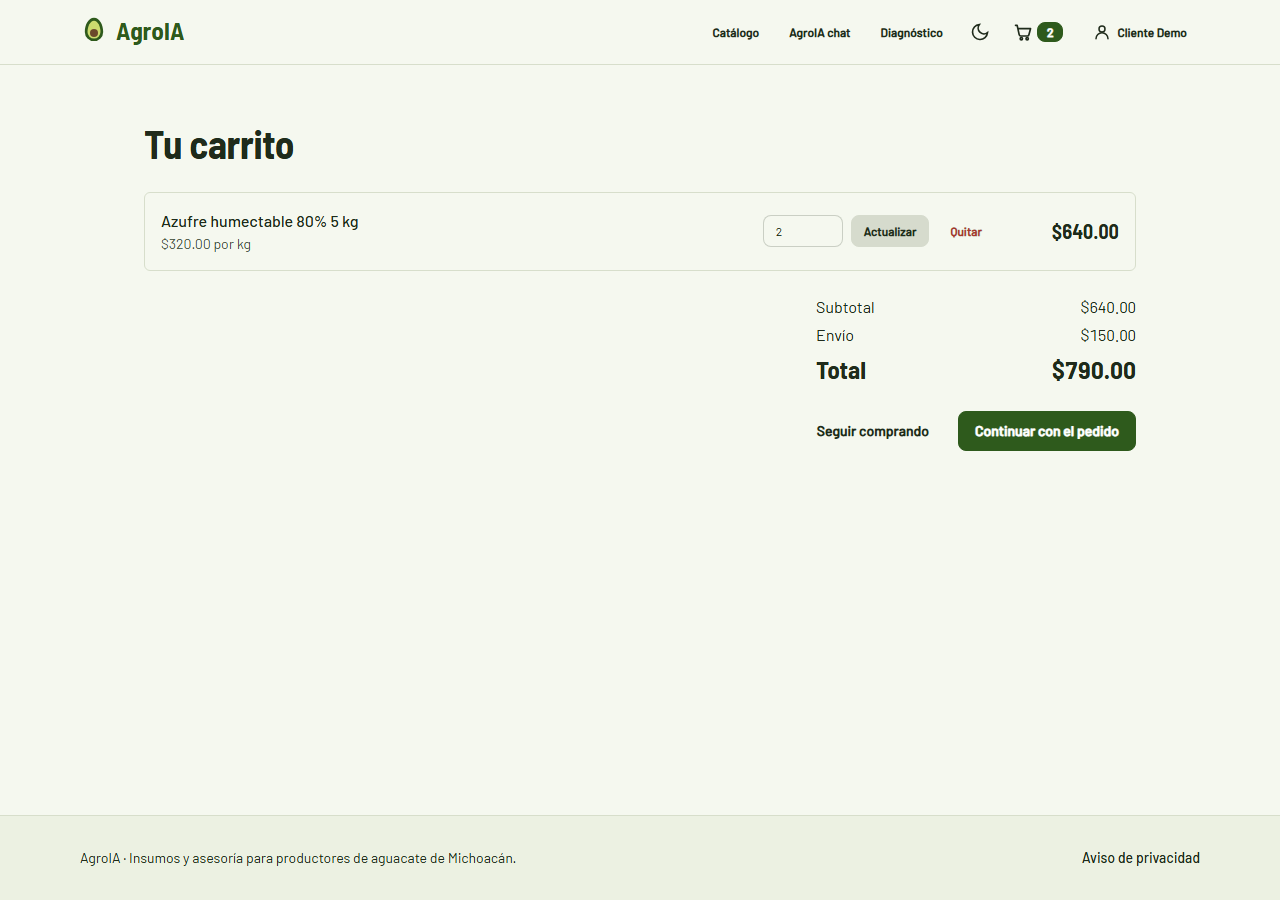 AgroIA
Catálogo
AgroIA chat
Diagnóstico
2
Cliente Demo
Tu carrito
Azufre humectable 80% 5 kg
$320.00 por kg
2
Actualizar
Quitar
$640.00
Subtotal $640.00
Envío $150.00
Total $790.00
Seguir comprando
Continuar con el pedido
AgroIA · Insumos y asesoría para productores de aguacate de Michoacán.
Aviso de privacidad